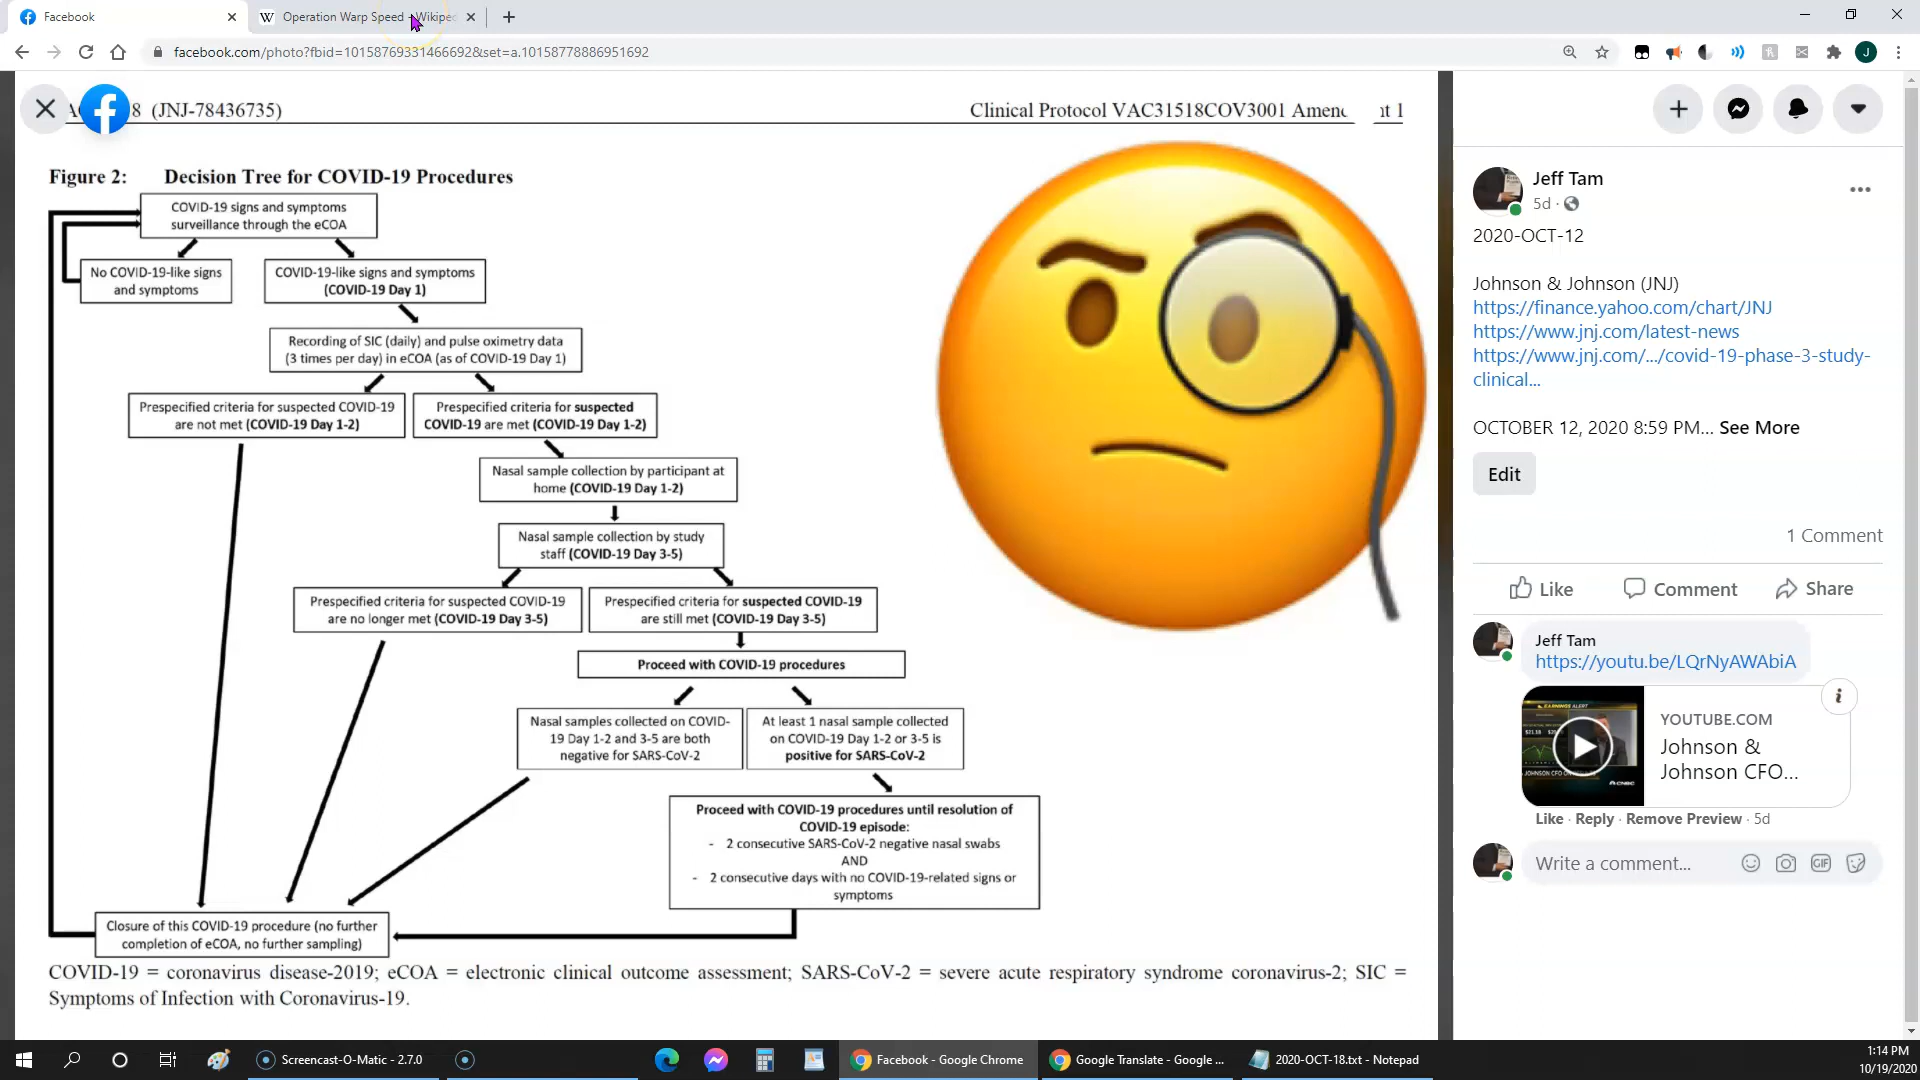 Facebook
Operation Warp Speed - Wikiped
facebook.com/photo?fbid=10158769331466692&set=a.10158778886951692
8 (JNJ-78436735)
Clinical Protocol VAC31518COV3001 Amend nt 1
Figure 2: Decision Tree for COVID-19 Procedures
COVID-19 signs and symptoms
surveillance through the eCOA
No COVID-19-like signs
and symptoms
COVID-19-like signs and symptoms
(COVID-19 Day 1)
Recording of SIC (daily) and pulse oximetry data
(3 times per day) in eCOA (as of COVID-19 Day 1)
Prespecified criteria for suspected COVID-19
are not met (COVID-19 Day 1-2)
Prespecified criteria for suspected
COVID-19 are met (COVID-19 Day 1-2)
Nasal sample collection by participant at
home (COVID-19 Day 1-2)
Nasal sample collection by study
staff (COVID-19 Day 3-5)
Prespecified criteria for suspected COVID-19
are no longer met (COVID-19 Day 3-5)
Prespecified criteria for suspected COVID-19
are still met (COVID-19 Day 3-5)
Proceed with COVID-19 procedures
Nasal samples collected on COVID-
19 Day 1-2 and 3-5 are both
negative for SARS-CoV-2
At least 1 nasal sample collected
on COVID-19 Day 1-2 or 3-5 is
positive for SARS-CoV-2
Proceed with COVID-19 procedures until resolution of
COVID-19 episode:
- 2 consecutive SARS-CoV-2 negative nasal swabs
AND
- 2 consecutive days with no COVID-19-related signs or
symptoms
Closure of this COVID-19 procedure (no further
completion of eCOA, no further sampling)
COVID-19 = coronavirus disease-2019; eCOA = electronic clinical outcome assessment; SARS-CoV-2 = severe acute respiratory syndrome coronavirus-2; SIC =
Symptoms of Infection with Coronavirus-19.
Jeff Tam
5d ·
2020-OCT-12
Johnson & Johnson (JNJ)
https://finance.yahoo.com/chart/JNJ
https://www.jnj.com/latest-news
https://www.jnj.com/.../covid-19-phase-3-study-
clinical...
OCTOBER 12, 2020 8:59 PM... See More
Edit
1 Comment
Like Comment Share
Jeff Tam
https://youtu.be/LQrNyAWAbiA
EARNINGS ALERT
JOHNSON CFO ON
CNBC
YOUTUBE.COM
Johnson &
Johnson CFO...
Like · Reply · Remove Preview · 5d
Write a comment...
GIF
Screencast-O-Matic - 2.7.0
Facebook - Google Chrome
Google Translate - Google ...
2020-OCT-18.txt - Notepad
1:14 PM
10/19/2020